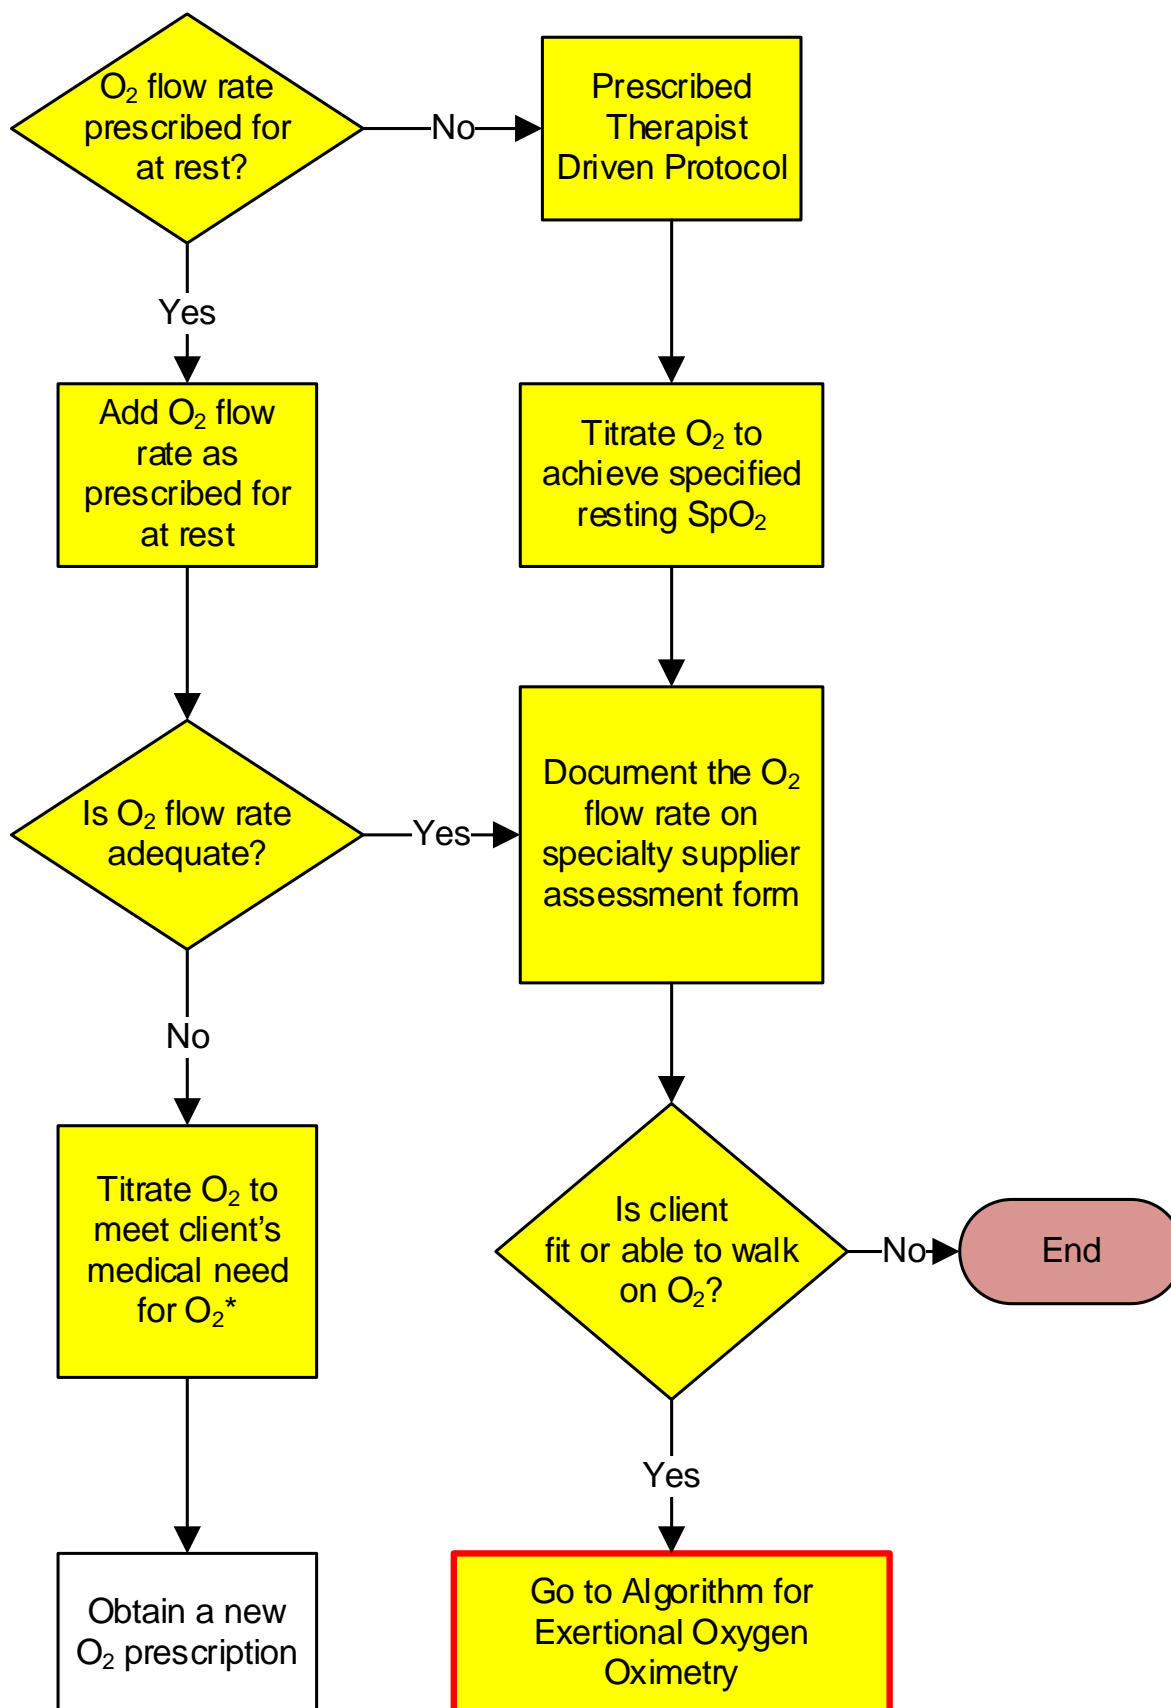 O₂ flow rate
prescribed for
at rest?
No
Prescribed
Therapist
Driven Protocol
Yes
Add O₂ flow
rate as
prescribed for
at rest
Titrate O₂ to
achieve specified
resting SpO₂
Is O₂ flow rate
adequate?
Yes
Document the O₂
flow rate on
specialty supplier
assessment form
No
Titrate O₂ to
meet client’s
medical need
for O₂*
Is client
fit or able to walk
on O₂?
No
End
Yes
Obtain a new
O₂ prescription
Go to Algorithm for
Exertional Oxygen
Oximetry